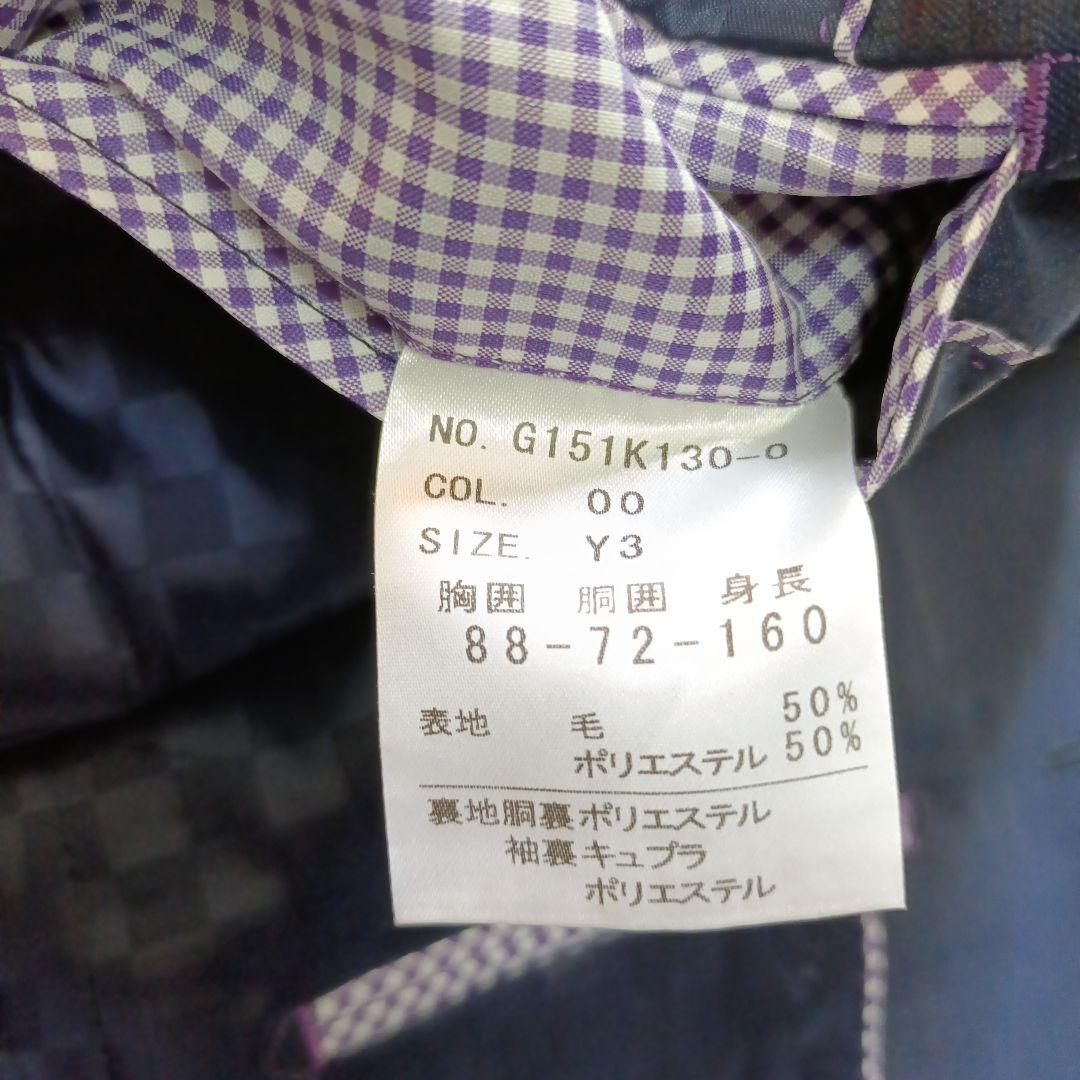 NO. G151K130-0
COL. 00
SIZE. Y3
胸囲 胴囲 身長
88-72-160
表地 毛 50%
ポリエステル 50%
裏地胴裏ポリエステル
袖裏キュプラ
ポリエステル